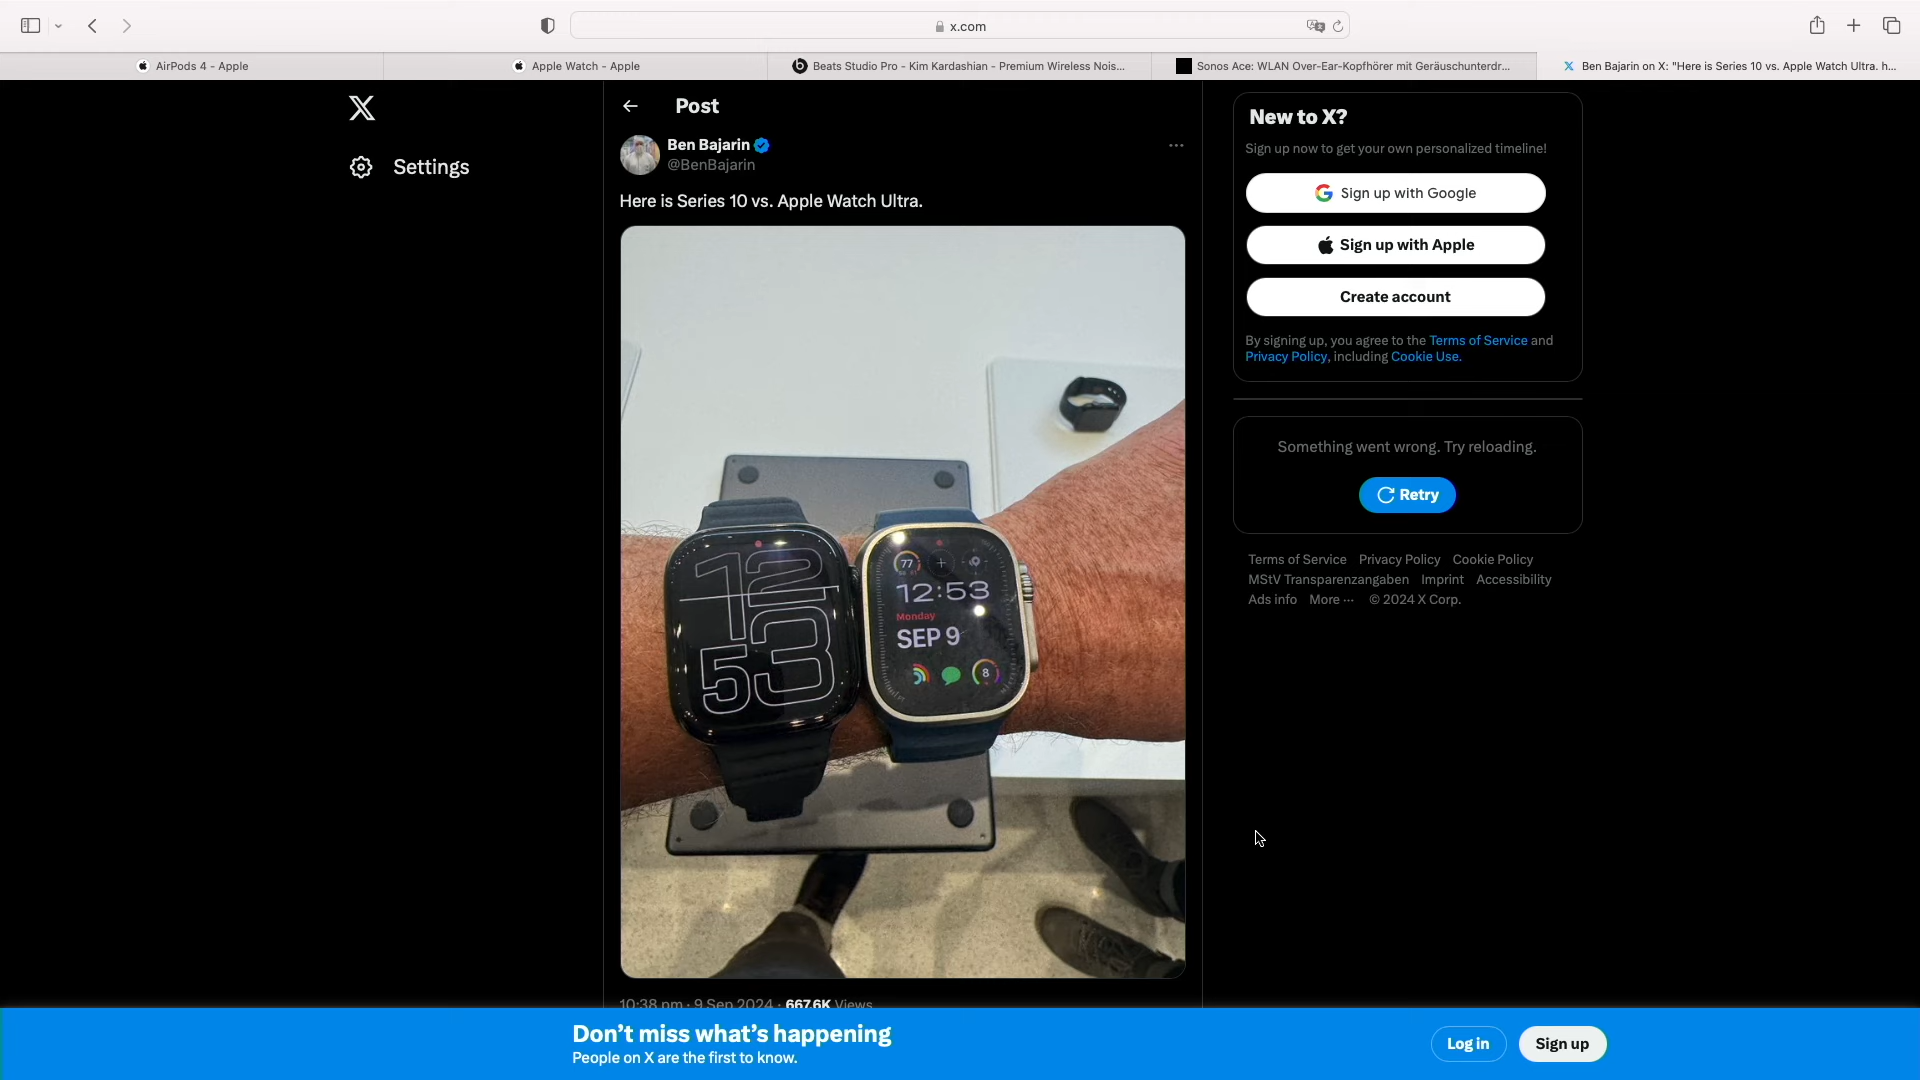 x.com
AirPods 4 - Apple
Apple Watch - Apple
Beats Studio Pro - Kim Kardashian - Premium Wireless Nois...
Sonos Ace: WLAN Over-Ear-Kopfhörer mit Geräuschunterdr...
Ben Bajarin on X: "Here is Series 10 vs. Apple Watch Ultra. h...
Settings
Post
Ben Bajarin
@BenBajarin
Here is Series 10 vs. Apple Watch Ultra.
12
53
77
12:53
Monday
SEP 9
8
10:38 pm · 9 Sep 2024 · 667.6K Views
New to X?
Sign up now to get your own personalized timeline!
Sign up with Google
Sign up with Apple
Create account
By signing up, you agree to the Terms of Service and
Privacy Policy, including Cookie Use.
Something went wrong. Try reloading.
Retry
Terms of Service Privacy Policy Cookie Policy
MStV Transparenzangaben Imprint Accessibility
Ads info More ··· © 2024 X Corp.
Don’t miss what’s happening
People on X are the first to know.
Log in
Sign up